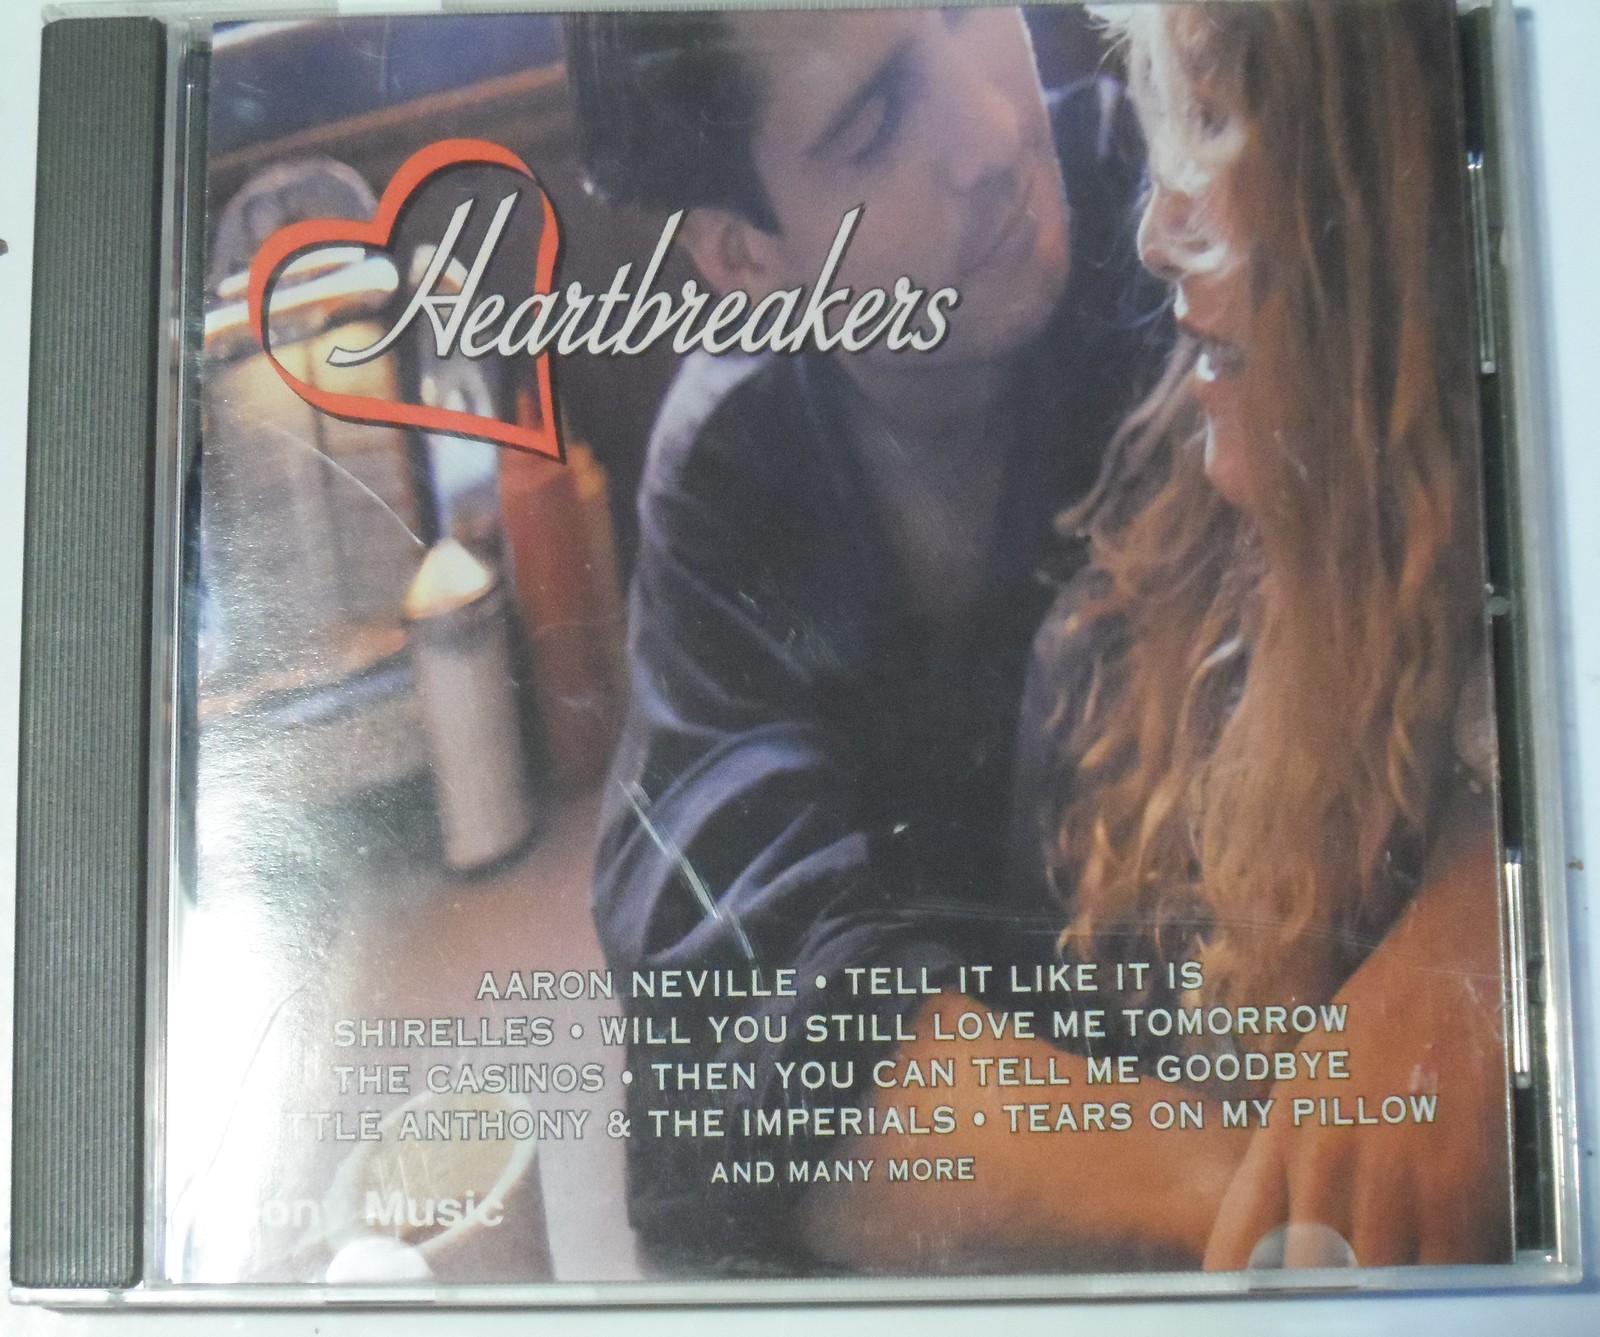 Heartbreakers
AARON NEVILLE • TELL IT LIKE IT IS
SHIRELLES • WILL YOU STILL LOVE ME TOMORROW
THE CASINOS • THEN YOU CAN TELL ME GOODBYE
ANTHONY & THE IMPERIALS • TEARS ON MY PILLOW
AND MANY MORE
Music